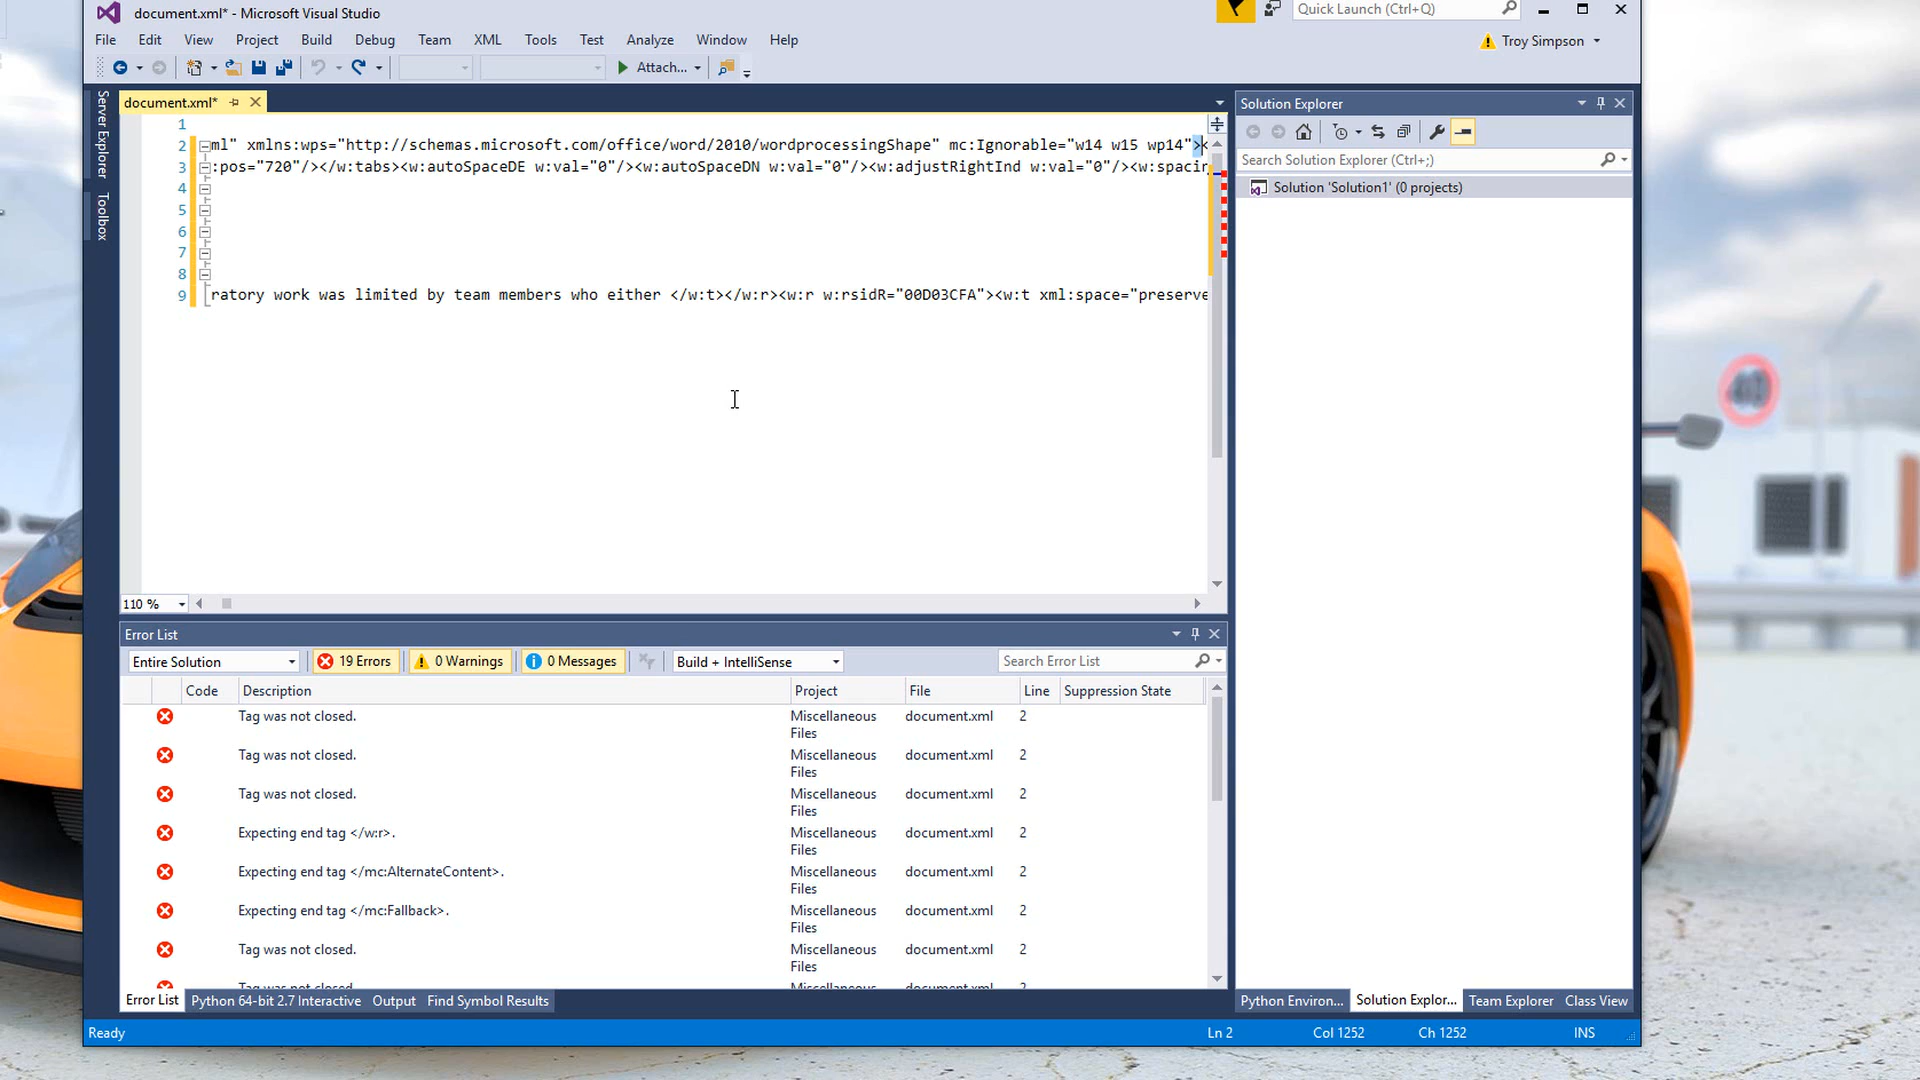 document.xml* - Microsoft Visual Studio
Quick Launch (Ctrl+Q)
File Edit View Project Build Debug Team XML Tools Test Analyze Window Help
Troy Simpson
Attach...
Server Explorer
Toolbox
document.xml*
1
2 ml" xmlns:wps="http://schemas.microsoft.com/office/word/2010/wordprocessingShape" mc:Ignorable="w14 w15 wp14"><
3 :pos="720"/></w:tabs><w:autoSpaceDE w:val="0"/><w:autoSpaceDN w:val="0"/><w:adjustRightInd w:val="0"/><w:spacin
4
5
6
7
8
9 ratory work was limited by team members who either </w:t></w:r><w:r w:rsidR="00D03CFA"><w:t xml:space="preserve
110 %
Solution Explorer
Search Solution Explorer (Ctrl+;)
Solution 'Solution1' (0 projects)
Error List
Entire Solution 19 Errors 0 Warnings 0 Messages Build + IntelliSense Search Error List
Code Description Project File Line Suppression State
Tag was not closed. Miscellaneous Files document.xml 2
Tag was not closed. Miscellaneous Files document.xml 2
Tag was not closed. Miscellaneous Files document.xml 2
Expecting end tag </w:r>. Miscellaneous Files document.xml 2
Expecting end tag </mc:AlternateContent>. Miscellaneous Files document.xml 2
Expecting end tag </mc:Fallback>. Miscellaneous Files document.xml 2
Tag was not closed. Miscellaneous Files document.xml 2
Tag was not closed. 2
Error List Python 64-bit 2.7 Interactive Output Find Symbol Results
Python Environ... Solution Explor... Team Explorer Class View
Ready Ln 2 Col 1252 Ch 1252 INS